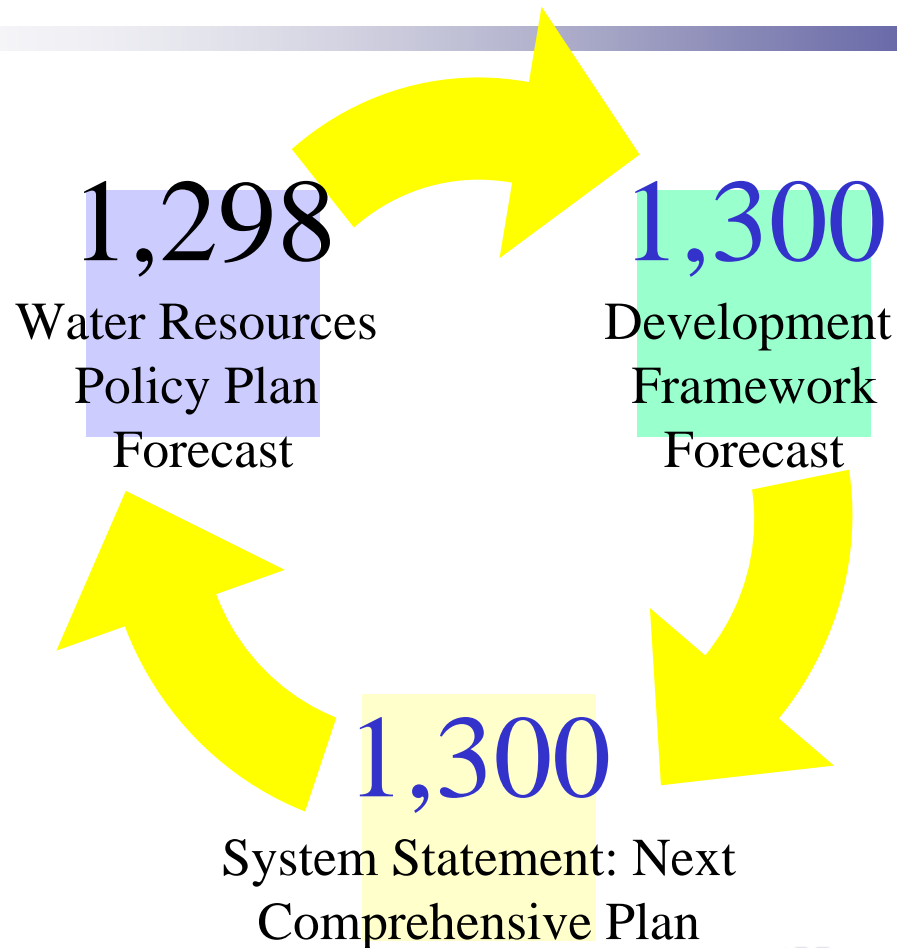 1,298
Water Resources
Policy Plan
Forecast
1,300
Development
Framework
Forecast
1,300
System Statement: Next
Comprehensive Plan